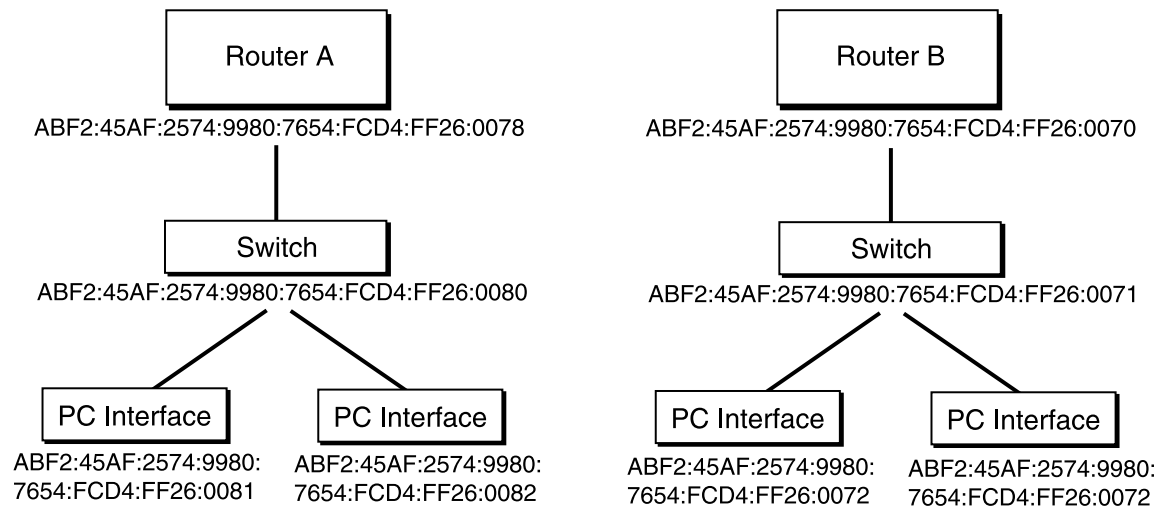 Router A
ABF2:45AF:2574:9980:7654:FCD4:FF26:0078
Switch
ABF2:45AF:2574:9980:7654:FCD4:FF26:0080
PC Interface
ABF2:45AF:2574:9980:
7654:FCD4:FF26:0081
PC Interface
ABF2:45AF:2574:9980:
7654:FCD4:FF26:0082
Router B
ABF2:45AF:2574:9980:7654:FCD4:FF26:0070
Switch
ABF2:45AF:2574:9980:7654:FCD4:FF26:0071
PC Interface
ABF2:45AF:2574:9980:
7654:FCD4:FF26:0072
PC Interface
ABF2:45AF:2574:9980:
7654:FCD4:FF26:0072